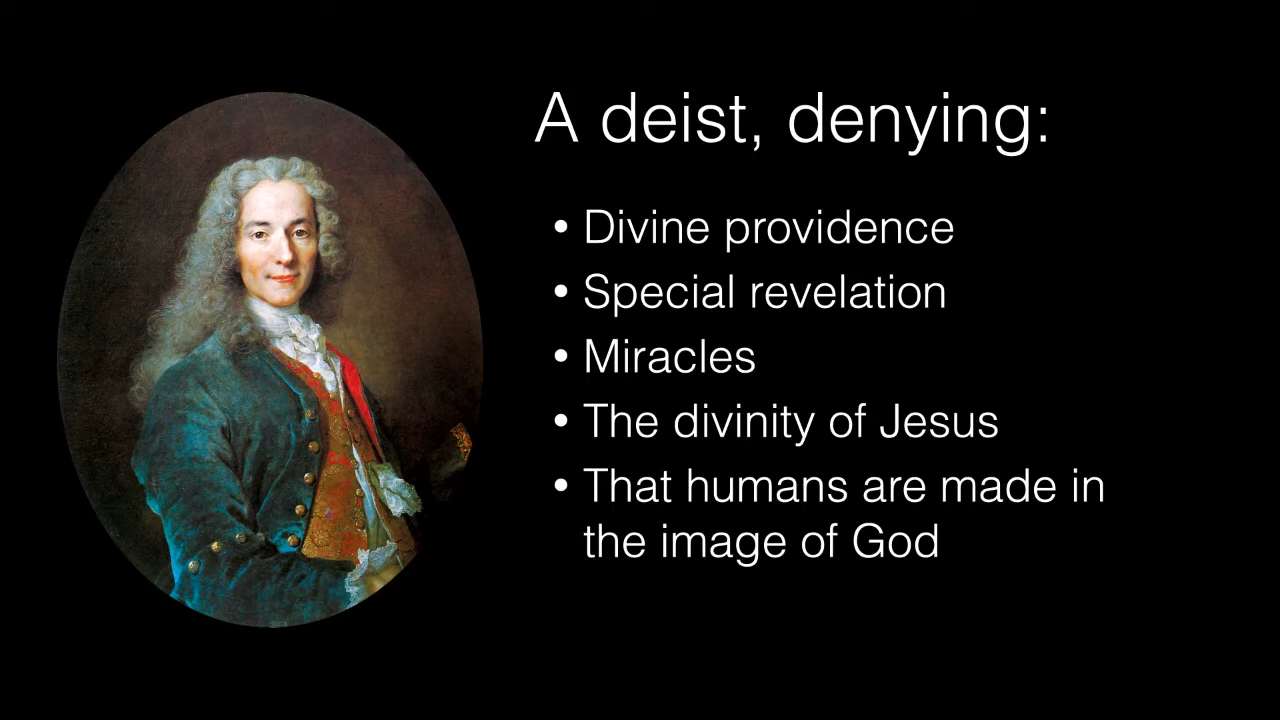 A deist, denying:
• Divine providence
• Special revelation
• Miracles
• The divinity of Jesus
• That humans are made in
the image of God